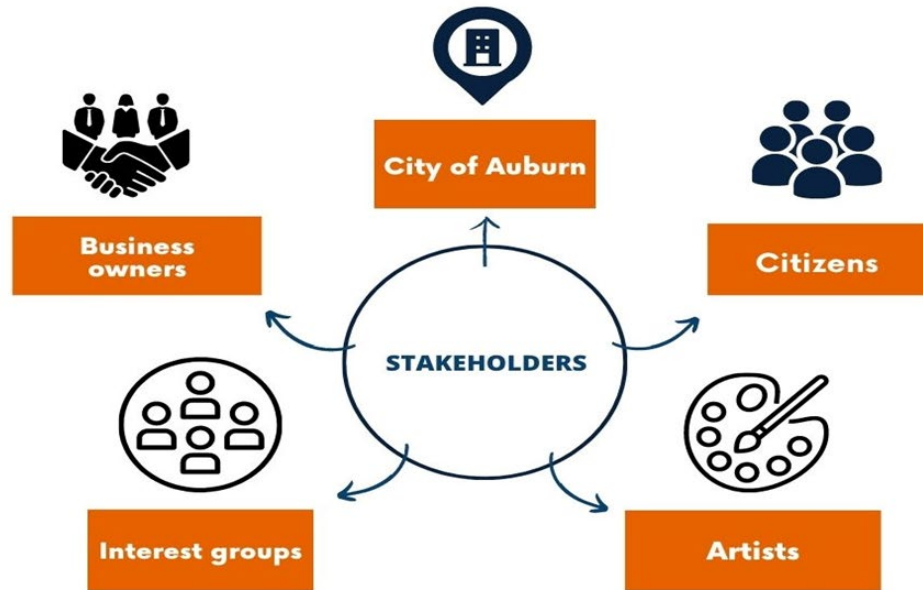 City of Auburn
Business
owners
Citizens
STAKEHOLDERS
Interest groups
Artists